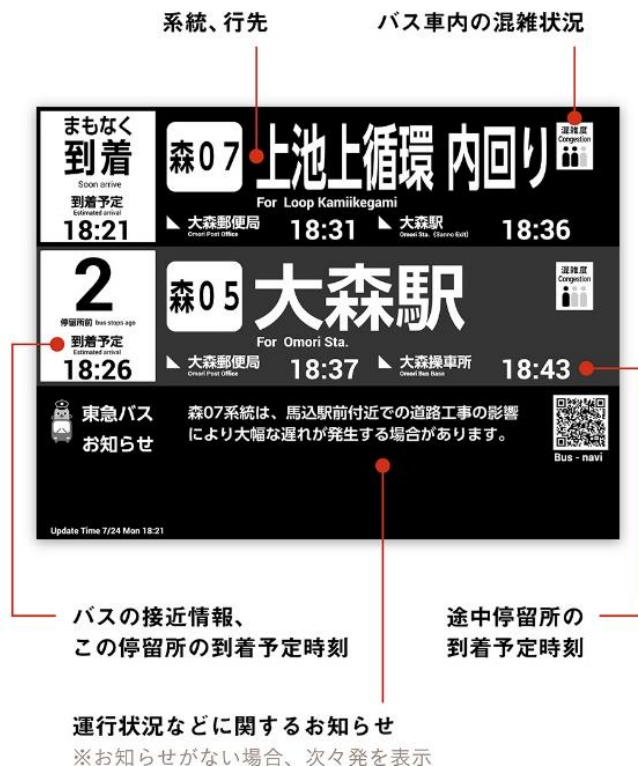 系統、行先
バス車内の混雑状況
まもなく
到着
Soon arrive
到着予定
Estimated arrival
18:21
森07
上池上循環 内回り
For Loop Kamiikegami
混雑度
Congestion
大森郵便局
Omori Post Office
18:31
大森駅
Omori Sta. (Sanno Exit)
18:36
2
停留所前 bus stops ago
到着予定
Estimated arrival
18:26
森05
大森駅
For Omori Sta.
混雑度
Congestion
大森郵便局
Omori Post Office
18:37
大森操車所
Omori Bus Base
18:43
東急バス
お知らせ
森07系統は、馬込駅前付近での道路工事の影響
により大幅な遅れが発生する場合があります。
Bus - navi
Update Time 7/24 Mon 18:21
バスの接近情報、
この停留所の到着予定時刻
途中停留所の
到着予定時刻
運行状況などに関するお知らせ
※お知らせがない場合、次々発を表示